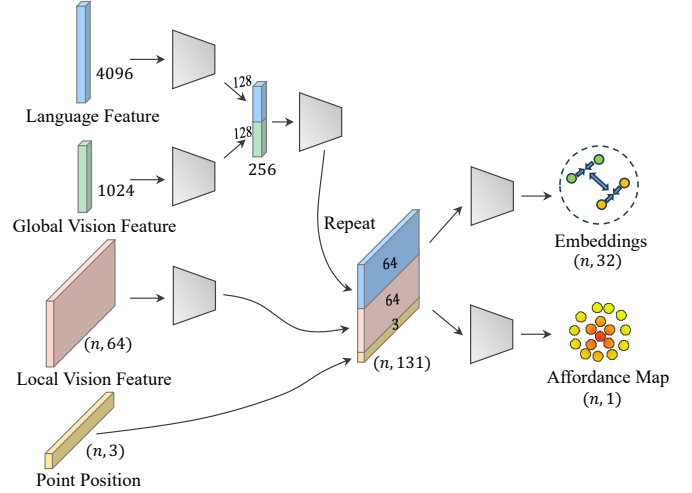 4096
Language Feature
128
128
256
1024
Global Vision Feature
Repeat
(n, 64)
Local Vision Feature
(n, 3)
Point Position
64
64
3
(n, 131)
Embeddings
(n, 32)
Affordance Map
(n, 1)